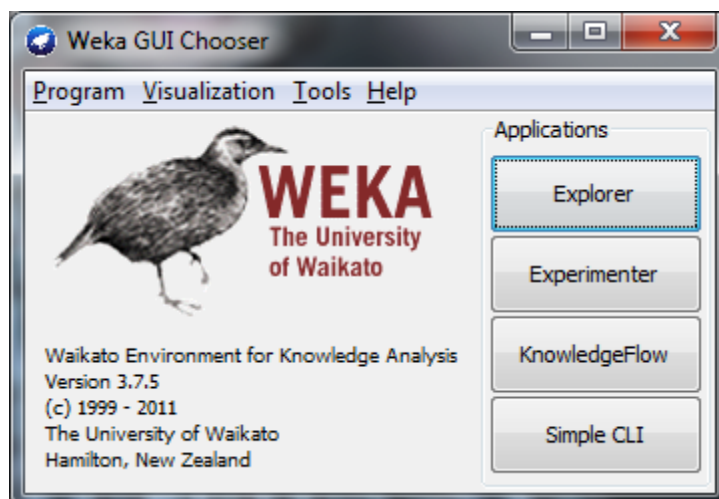 Weka GUI Chooser
Program Visualization Tools Help
WEKA
The University
of Waikato
Waikato Environment for Knowledge Analysis
Version 3.7.5
(c) 1999 - 2011
The University of Waikato
Hamilton, New Zealand
Applications
Explorer
Experimenter
KnowledgeFlow
Simple CLI